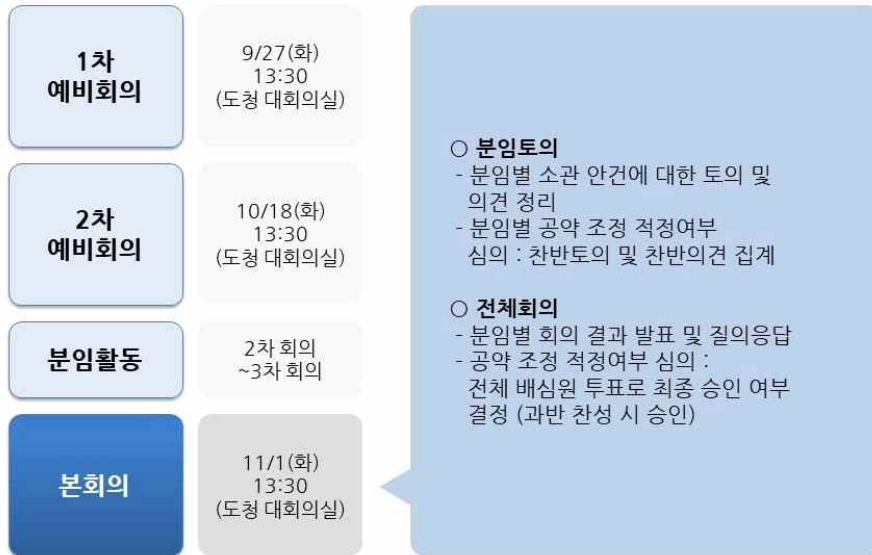 1차
예비회의
9/27(화)
13:30
(도청 대회의실)
2차
예비회의
10/18(화)
13:30
(도청 대회의실)
분임활동
2차 회의
~3차 회의
본회의
11/1(화)
13:30
(도청 대회의실)
○ 분임토의
- 분임별 소관 안건에 대한 토의 및
의견 정리
- 분임별 공약 조정 적정여부
심의 : 찬반토의 및 찬반의견 집계
○ 전체회의
- 분임별 회의 결과 발표 및 질의응답
- 공약 조정 적정여부 심의 :
전체 배심원 투표로 최종 승인 여부
결정 (과반 찬성 시 승인)